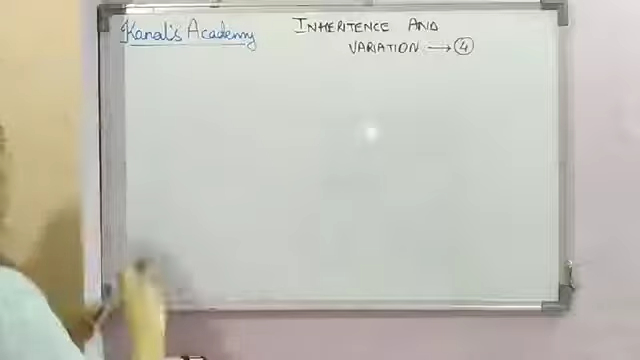 Kanal's Academy
INHERITENCE AND
VARIATION → ④